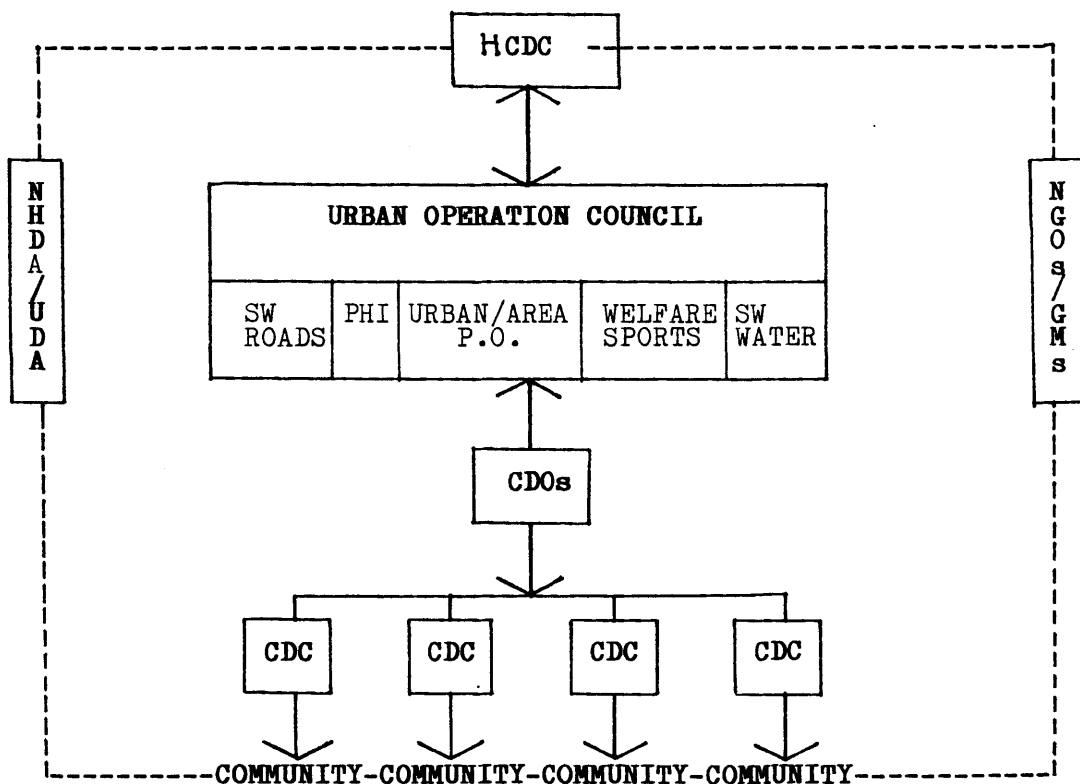 HCDC
NHDA/UDA
NGOs/GMs
URBAN OPERATION COUNCIL
SW
ROADS
PHI
URBAN/AREA
P.O.
WELFARE
SPORTS
SW
WATER
CDOs
CDC
CDC
CDC
CDC
COMMUNITY-COMMUNITY-COMMUNITY-COMMUNITY